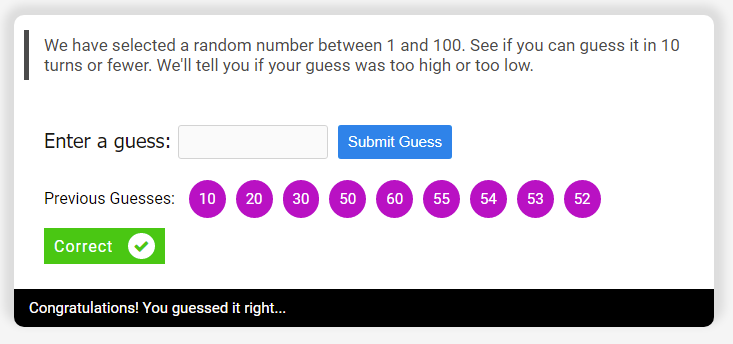 We have selected a random number between 1 and 100. See if you can guess it in 10
turns or fewer. We'll tell you if your guess was too high or too low.
Enter a guess: Submit Guess
Previous Guesses: 10 20 30 50 60 55 54 53 52
Correct
Congratulations! You guessed it right...